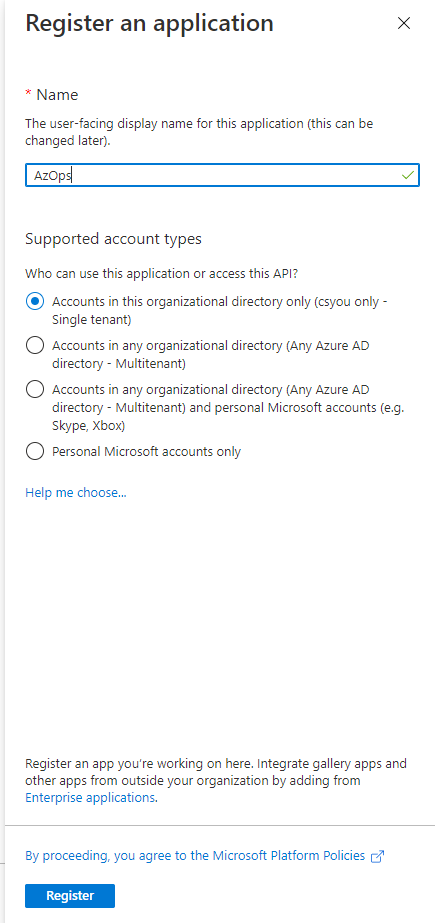 Register an application
* Name
The user-facing display name for this application (this can be
changed later).
AzOps
Supported account types
Who can use this application or access this API?
Accounts in this organizational directory only (csyou only -
Single tenant)
Accounts in any organizational directory (Any Azure AD
directory - Multitenant)
Accounts in any organizational directory (Any Azure AD
directory - Multitenant) and personal Microsoft accounts (e.g.
Skype, Xbox)
Personal Microsoft accounts only
Help me choose...
Register an app you're working on here. Integrate gallery apps and
other apps from outside your organization by adding from
Enterprise applications.
By proceeding, you agree to the Microsoft Platform Policies
Register